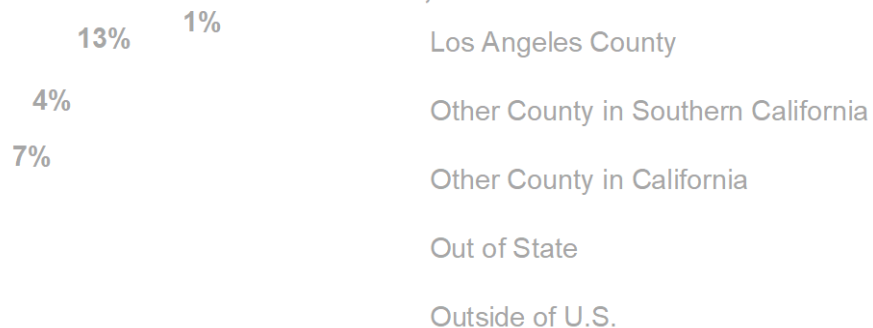 1%
13%
4%
7%
Los Angeles County
Other County in Southern California
Other County in California
Out of State
Outside of U.S.